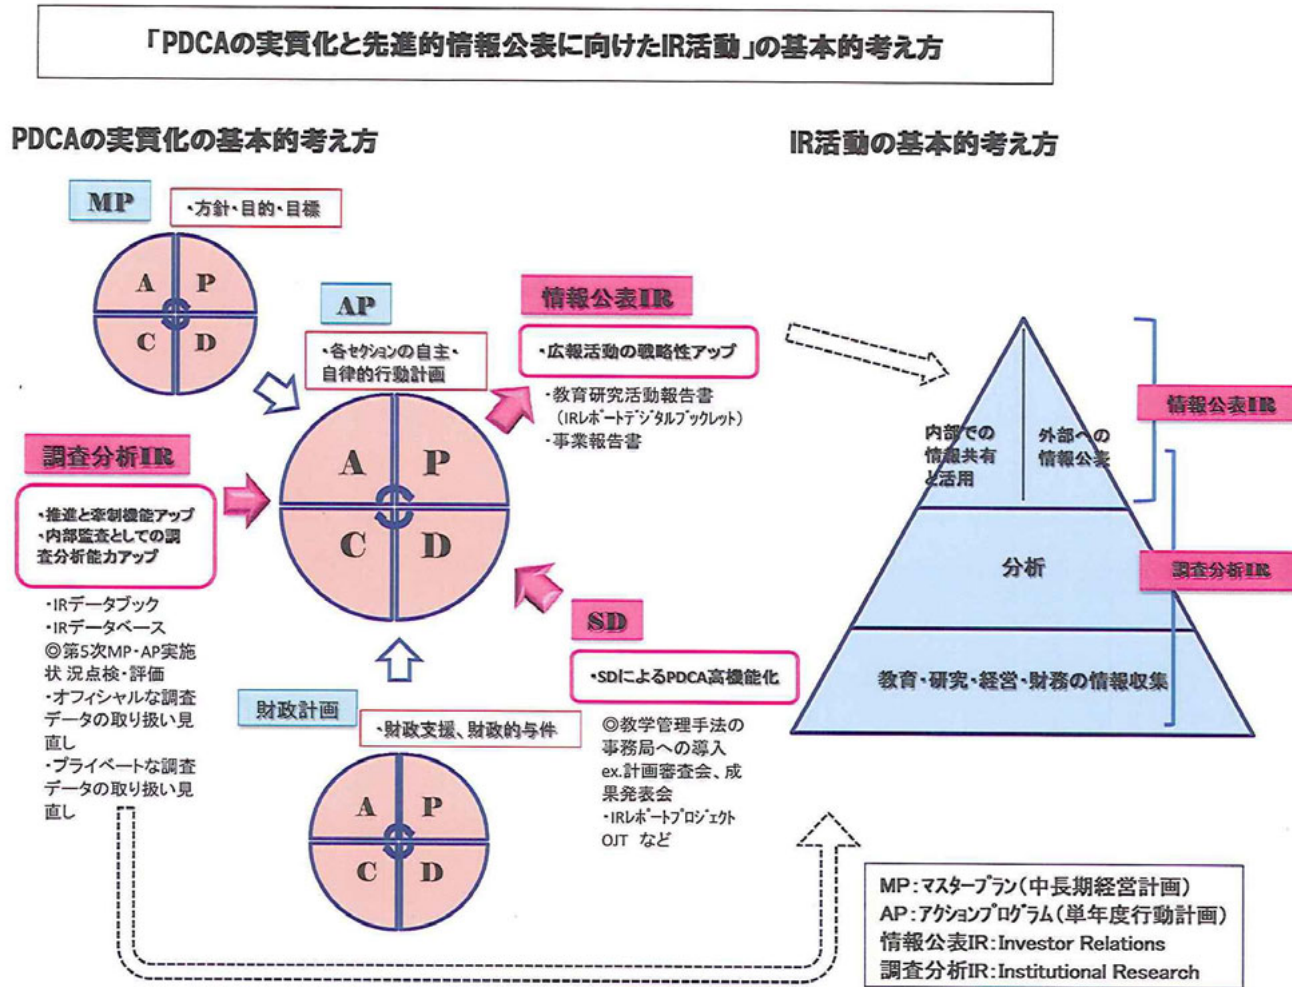 「PDCAの実質化と先進的情報公表に向けたIR活動」の基本的考え方
PDCAの実質化の基本的考え方
MP
・方針・目的・目標
A
P
C
D
AP
・各セクションの自主・
自律的行動計画
A
P
C
D
情報公表IR
・広報活動の戦略性アップ
・教育研究活動報告書
（IRレポートデジタルブックレット）
・事業報告書
調査分析IR
・推進と牽制機能アップ
・内部監査としての調
査分析能力アップ
・IRデータブック
・IRデータベース
◎第5次MP・AP実施
状 況点検・評価
・オフィシャルな調査
データの取り扱い見
直し
・プライベートな調査
データの取り扱い見
直し
財政計画
・財政支援、財政的与件
A
P
C
D
SD
・SDによるPDCA高機能化
◎教学管理手法の
事務局への導入
ex.計画審査会、成
果発表会
・IRレポートプロジェクト
OJT など
IR活動の基本的考え方
内部での
情報共有
と活用
外部への
情報公表
分析
教育・研究・経営・財務の情報収集
情報公表IR
調査分析IR
MP:マスタープラン(中長期経営計画)
AP:アクションプログラム(単年度行動計画)
情報公表IR:Investor Relations
調査分析IR:Institutional Research